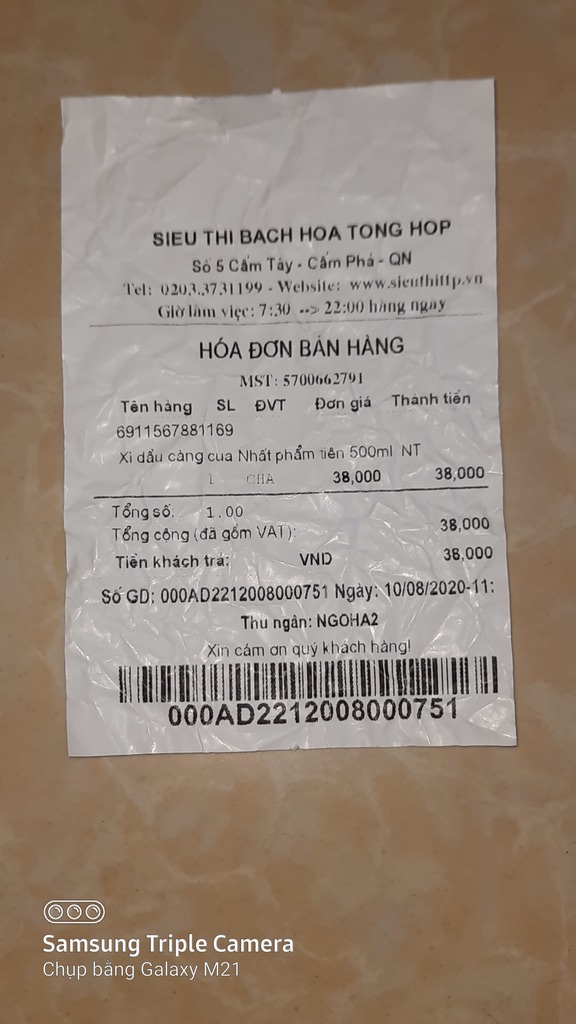 SIEU THI BACH HOA TONG HOP
Số 5 Cẩm Tây - Cẩm Phả - QN
Tel: 0203.3731199 - Website: www.sieuthittp.vn
Giờ làm việc: 7:30 --> 22:00 hàng ngày
HÓA ĐƠN BÁN HÀNG
MST: 5700662791
Tên hàng SL ĐVT Đơn giá Thành tiền
6911567881169
Xì dầu càng cua Nhất phẩm tiên 500ml NT
1 CHA 38,000 38,000
Tổng số: 1.00
Tổng cộng (đã gồm VAT): 38,000
Tiền khách trả: VND 38,000
Số GD: 000AD2212008000751 Ngày: 10/08/2020-11:
Thu ngân: NGOHA2
Xin cảm ơn quý khách hàng!
000AD2212008000751
Samsung Triple Camera
Chụp bằng Galaxy M21